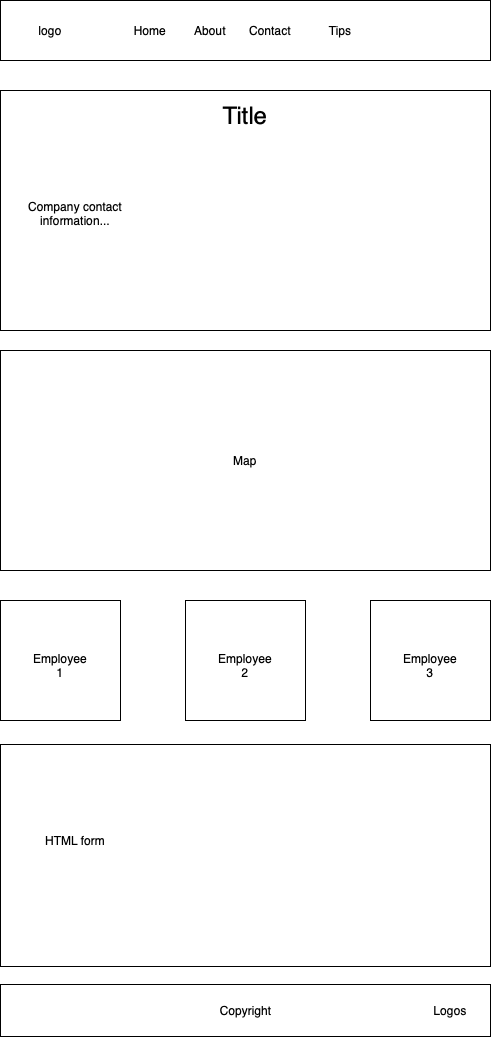 logo Home About Contact Tips
Title
Company contact
information...
Map
Employee
1
Employee
2
Employee
3
HTML form
Copyright Logos